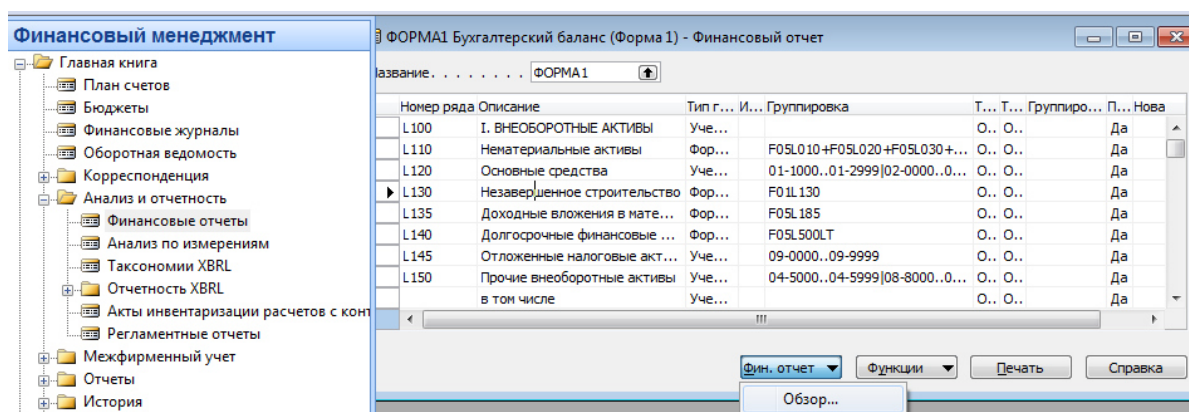 Финансовый менеджмент
Главная книга
План счетов
Бюджеты
Финансовые журналы
Оборотная ведомость
Корреспонденция
Анализ и отчетность
Финансовые отчеты
Анализ по измерениям
Таксономии XBRL
Отчетность XBRL
Акты инвентаризации расчетов с конт
Регламентные отчеты
Межфирменный учет
Отчеты
История
ФОРМА1 Бухгалтерский баланс (Форма 1) - Финансовый отчет
Название. . . . . . . . ФОРМА1
Номер ряда Описание Тип г... И... Группировка Т... Т... Группиро... П... Нова
L100 I. ВНЕОБОРОТНЫЕ АКТИВЫ Уче... О.. О.. Да
L110 Нематериальные активы Фор... F05L010+F05L020+F05L030+... О.. О.. Да
L120 Основные средства Уче... 01-1000..01-2999|02-0000..0... О.. О.. Да
L130 Незавершенное строительство Фор... F01L130 О.. О.. Да
L135 Доходные вложения в мате... Фор... F05L185 О.. О.. Да
L140 Долгосрочные финансовые ... Фор... F05L500LT О.. О.. Да
L145 Отложенные налоговые акт... Уче... 09-0000..09-9999 О.. О.. Да
L150 Прочие внеоборотные активы Уче... 04-5000..04-5999|08-8000..0... О.. О.. Да
в том числе Уче... О.. О.. Да
Фин. отчет Функции Печать Справка
Обзор...